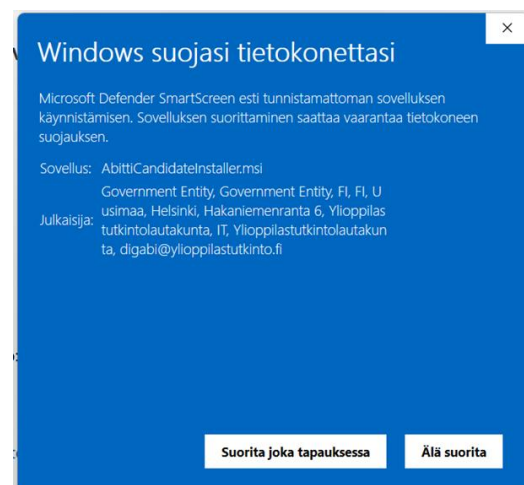 Windows suojasi tietokonettasi
Microsoft Defender SmartScreen esti tunnistamattoman sovelluksen
käynnistämisen. Sovelluksen suorittaminen saattaa vaarantaa tietokoneen
suojauksen.
Sovellus: AbittiCandidateInstaller.msi
Julkaisija: Government Entity, Government Entity, FI, FI, U
usimaa, Helsinki, Hakaniemenranta 6, Ylioppilas
tutkintolautakunta, IT, Ylioppilastutkintolautakun
ta, digabi@ylioppilastutkinto.fi
Suorita joka tapauksessa
Älä suorita